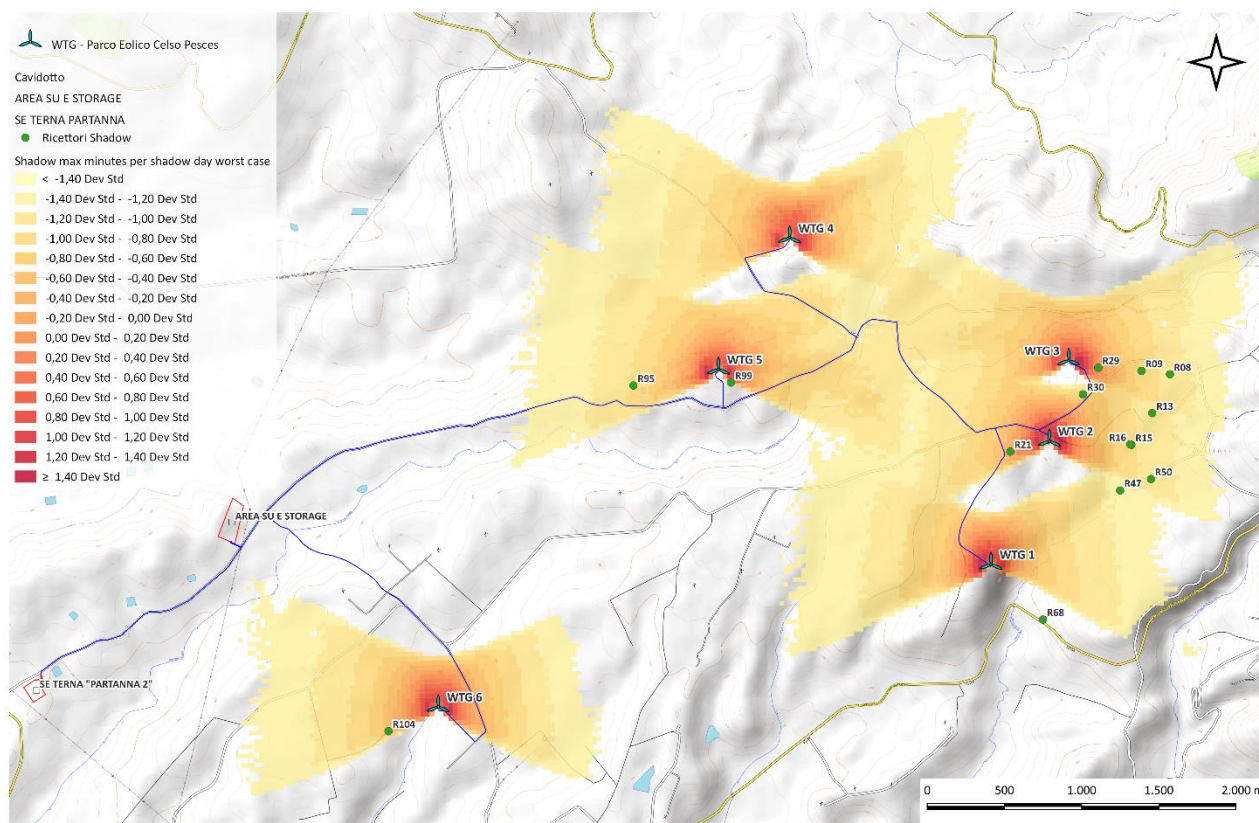 WTG - Parco Eolico Celso Pesces
Cavidotto
AREA SU E STORAGE
SE TERNA PARTANNA
Ricettori Shadow
Shadow max minutes per shadow day worst case
< -1,40 Dev Std
-1,40 Dev Std - -1,20 Dev Std
-1,20 Dev Std - -1,00 Dev Std
-1,00 Dev Std - -0,80 Dev Std
-0,80 Dev Std - -0,60 Dev Std
-0,60 Dev Std - -0,40 Dev Std
-0,40 Dev Std - -0,20 Dev Std
-0,20 Dev Std - 0,00 Dev Std
0,00 Dev Std - 0,20 Dev Std
0,20 Dev Std - 0,40 Dev Std
0,40 Dev Std - 0,60 Dev Std
0,60 Dev Std - 0,80 Dev Std
0,80 Dev Std - 1,00 Dev Std
1,00 Dev Std - 1,20 Dev Std
1,20 Dev Std - 1,40 Dev Std
≥ 1,40 Dev Std
WTG 4
WTG 3
R29
R09
R08
WTG 5
R99
R95
R30
R13
WTG 2
R16
R15
R21
R50
R47
AREA SU E STORAGE
WTG 1
R68
SE TERNA "PARTANNA 2"
WTG 6
R104
0 500 1.000 1.500 2.000 m